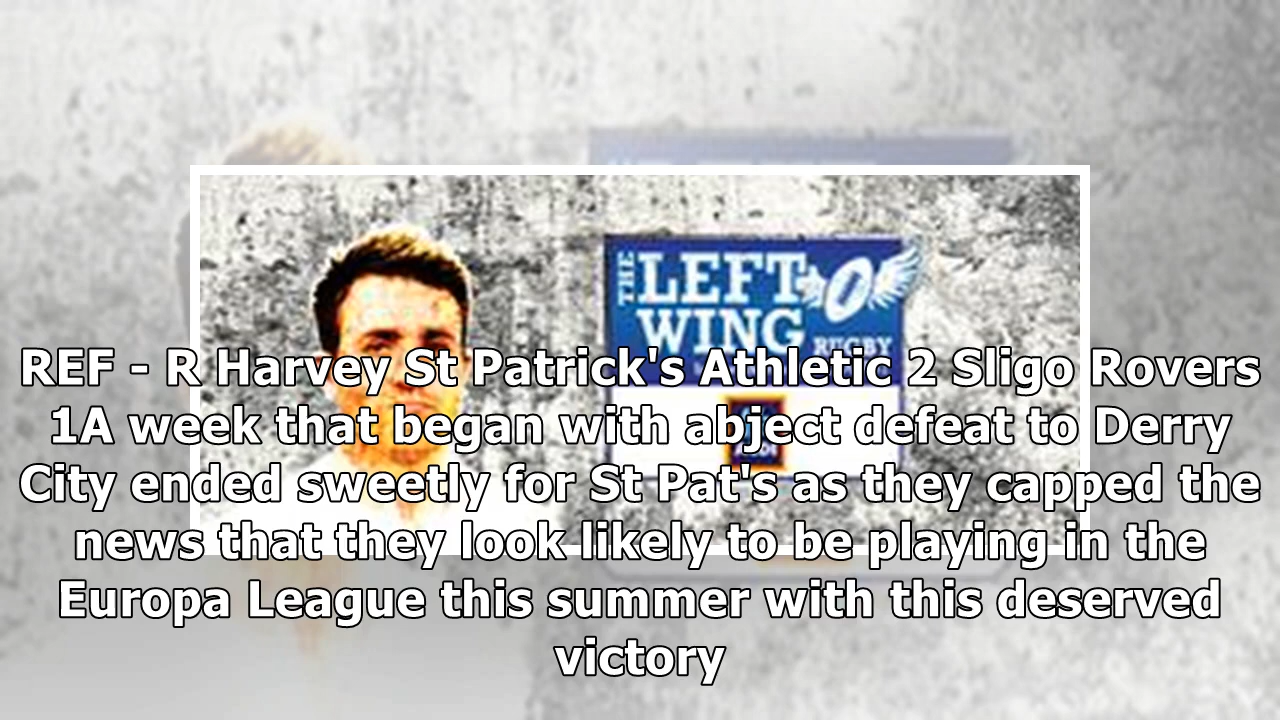 THE
LEFT
WING
RUGBY
REF - R Harvey St Patrick's Athletic 2 Sligo Rovers
1A week that began with abject defeat to Derry
City ended sweetly for St Pat's as they capped the
news that they look likely to be playing in the
Europa League this summer with this deserved
victory